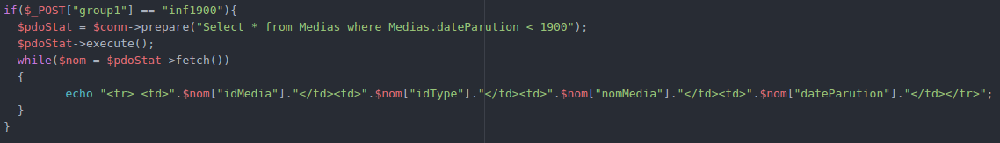 if($_POST["group1"] == "inf1900"){
$pdoStat = $conn->prepare("Select * from Medias where Medias.dateParution < 1900");
$pdoStat->execute();
while($nom = $pdoStat->fetch())
{
echo "<tr> <td>".$nom["idMedia"]."</td><td>".$nom["idType"]."</td><td>".$nom["nomMedia"]."</td><td>".$nom["dateParution"]."</td></tr>";
}
}